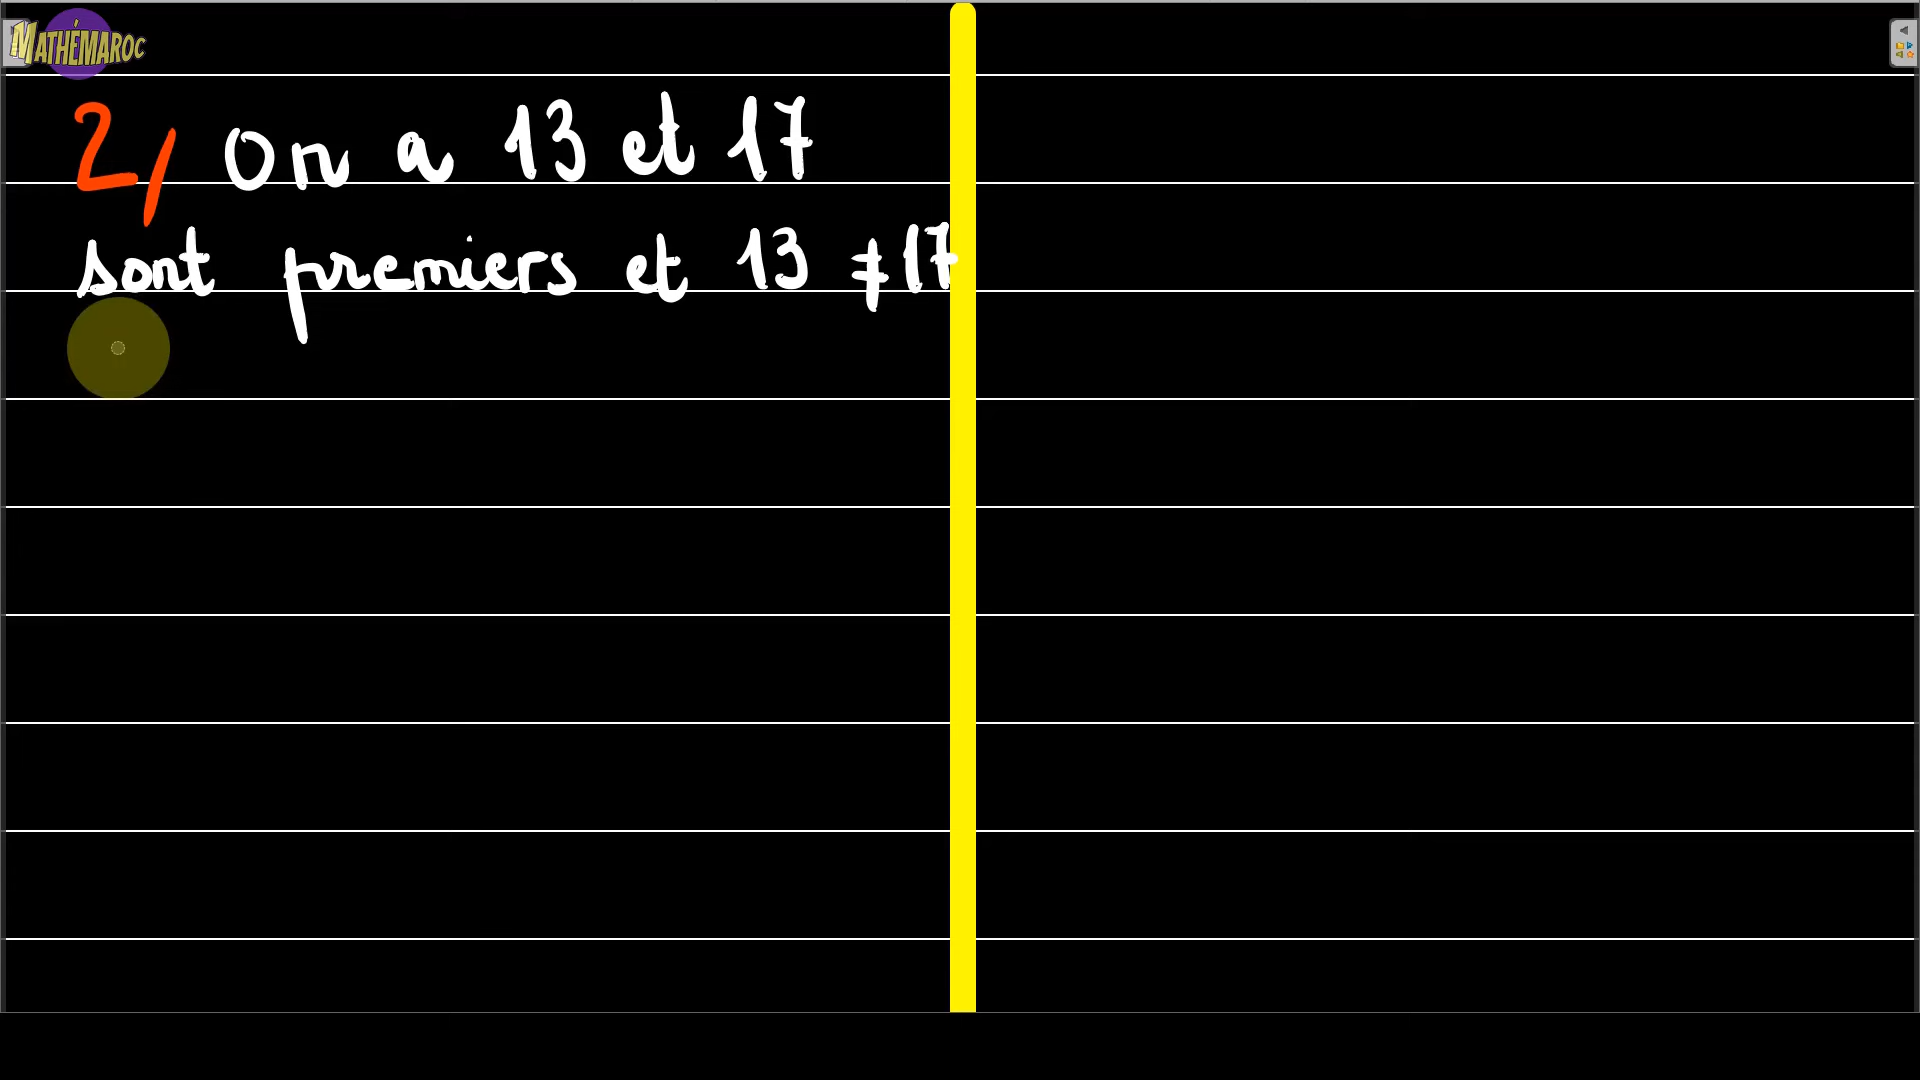 MATHÉMAROC
2/ On a 13 et 17
sont premiers et 13 ≠ 17